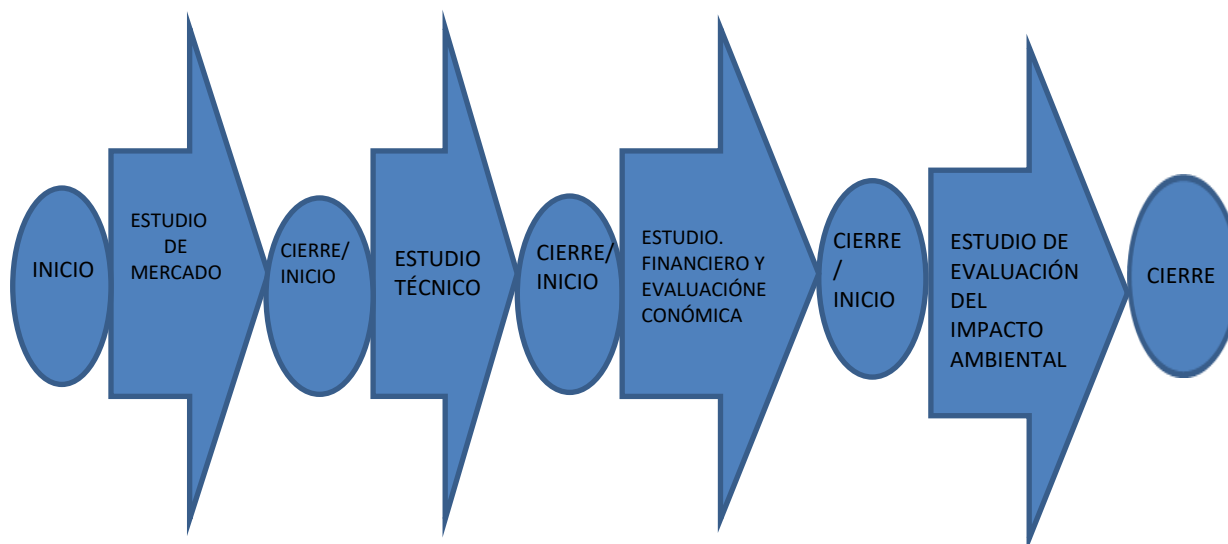 INICIO
ESTUDIO
DE
MERCADO
CIERRE/
INICIO
ESTUDIO
TÉCNICO
CIERRE/
INICIO
ESTUDIO.
FINANCIERO Y
EVALUACIÓNE
CONÓMICA
CIERRE
/
INICIO
ESTUDIO DE
EVALUACIÓN
DEL
IMPACTO
AMBIENTAL
CIERRE